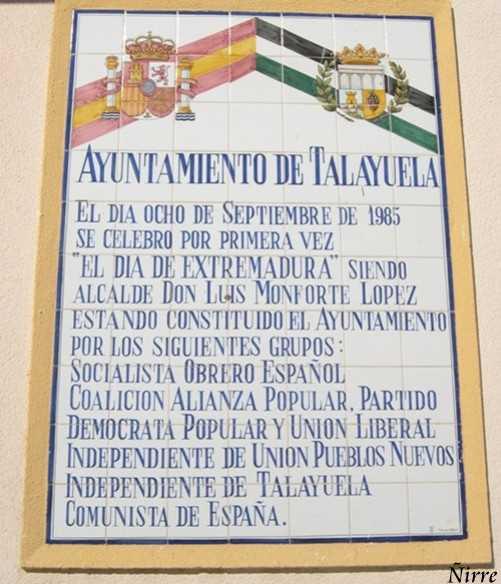 AYUNTAMIENTO DE TALAYUELA
EL DIA OCHO DE SEPTIEMBRE DE 1985
SE CELEBRO POR PRIMERA VEZ
"EL DIA DE EXTREMADURA" SIENDO
ALCALDE DON LUIS MONFORTE LOPEZ
ESTANDO CONSTITUIDO EL AYUNTAMIENTO
POR LOS SIGUIENTES GRUPOS:
SOCIALISTA OBRERO ESPAÑOL
COALICION ALIANZA POPULAR, PARTIDO
DEMOCRATA POPULAR Y UNION LIBERAL
INDEPENDIENTE DE UNION PUEBLOS NUEVOS
INDEPENDIENTE DE TALAYUELA
COMUNISTA DE ESPAÑA.
Ñirre